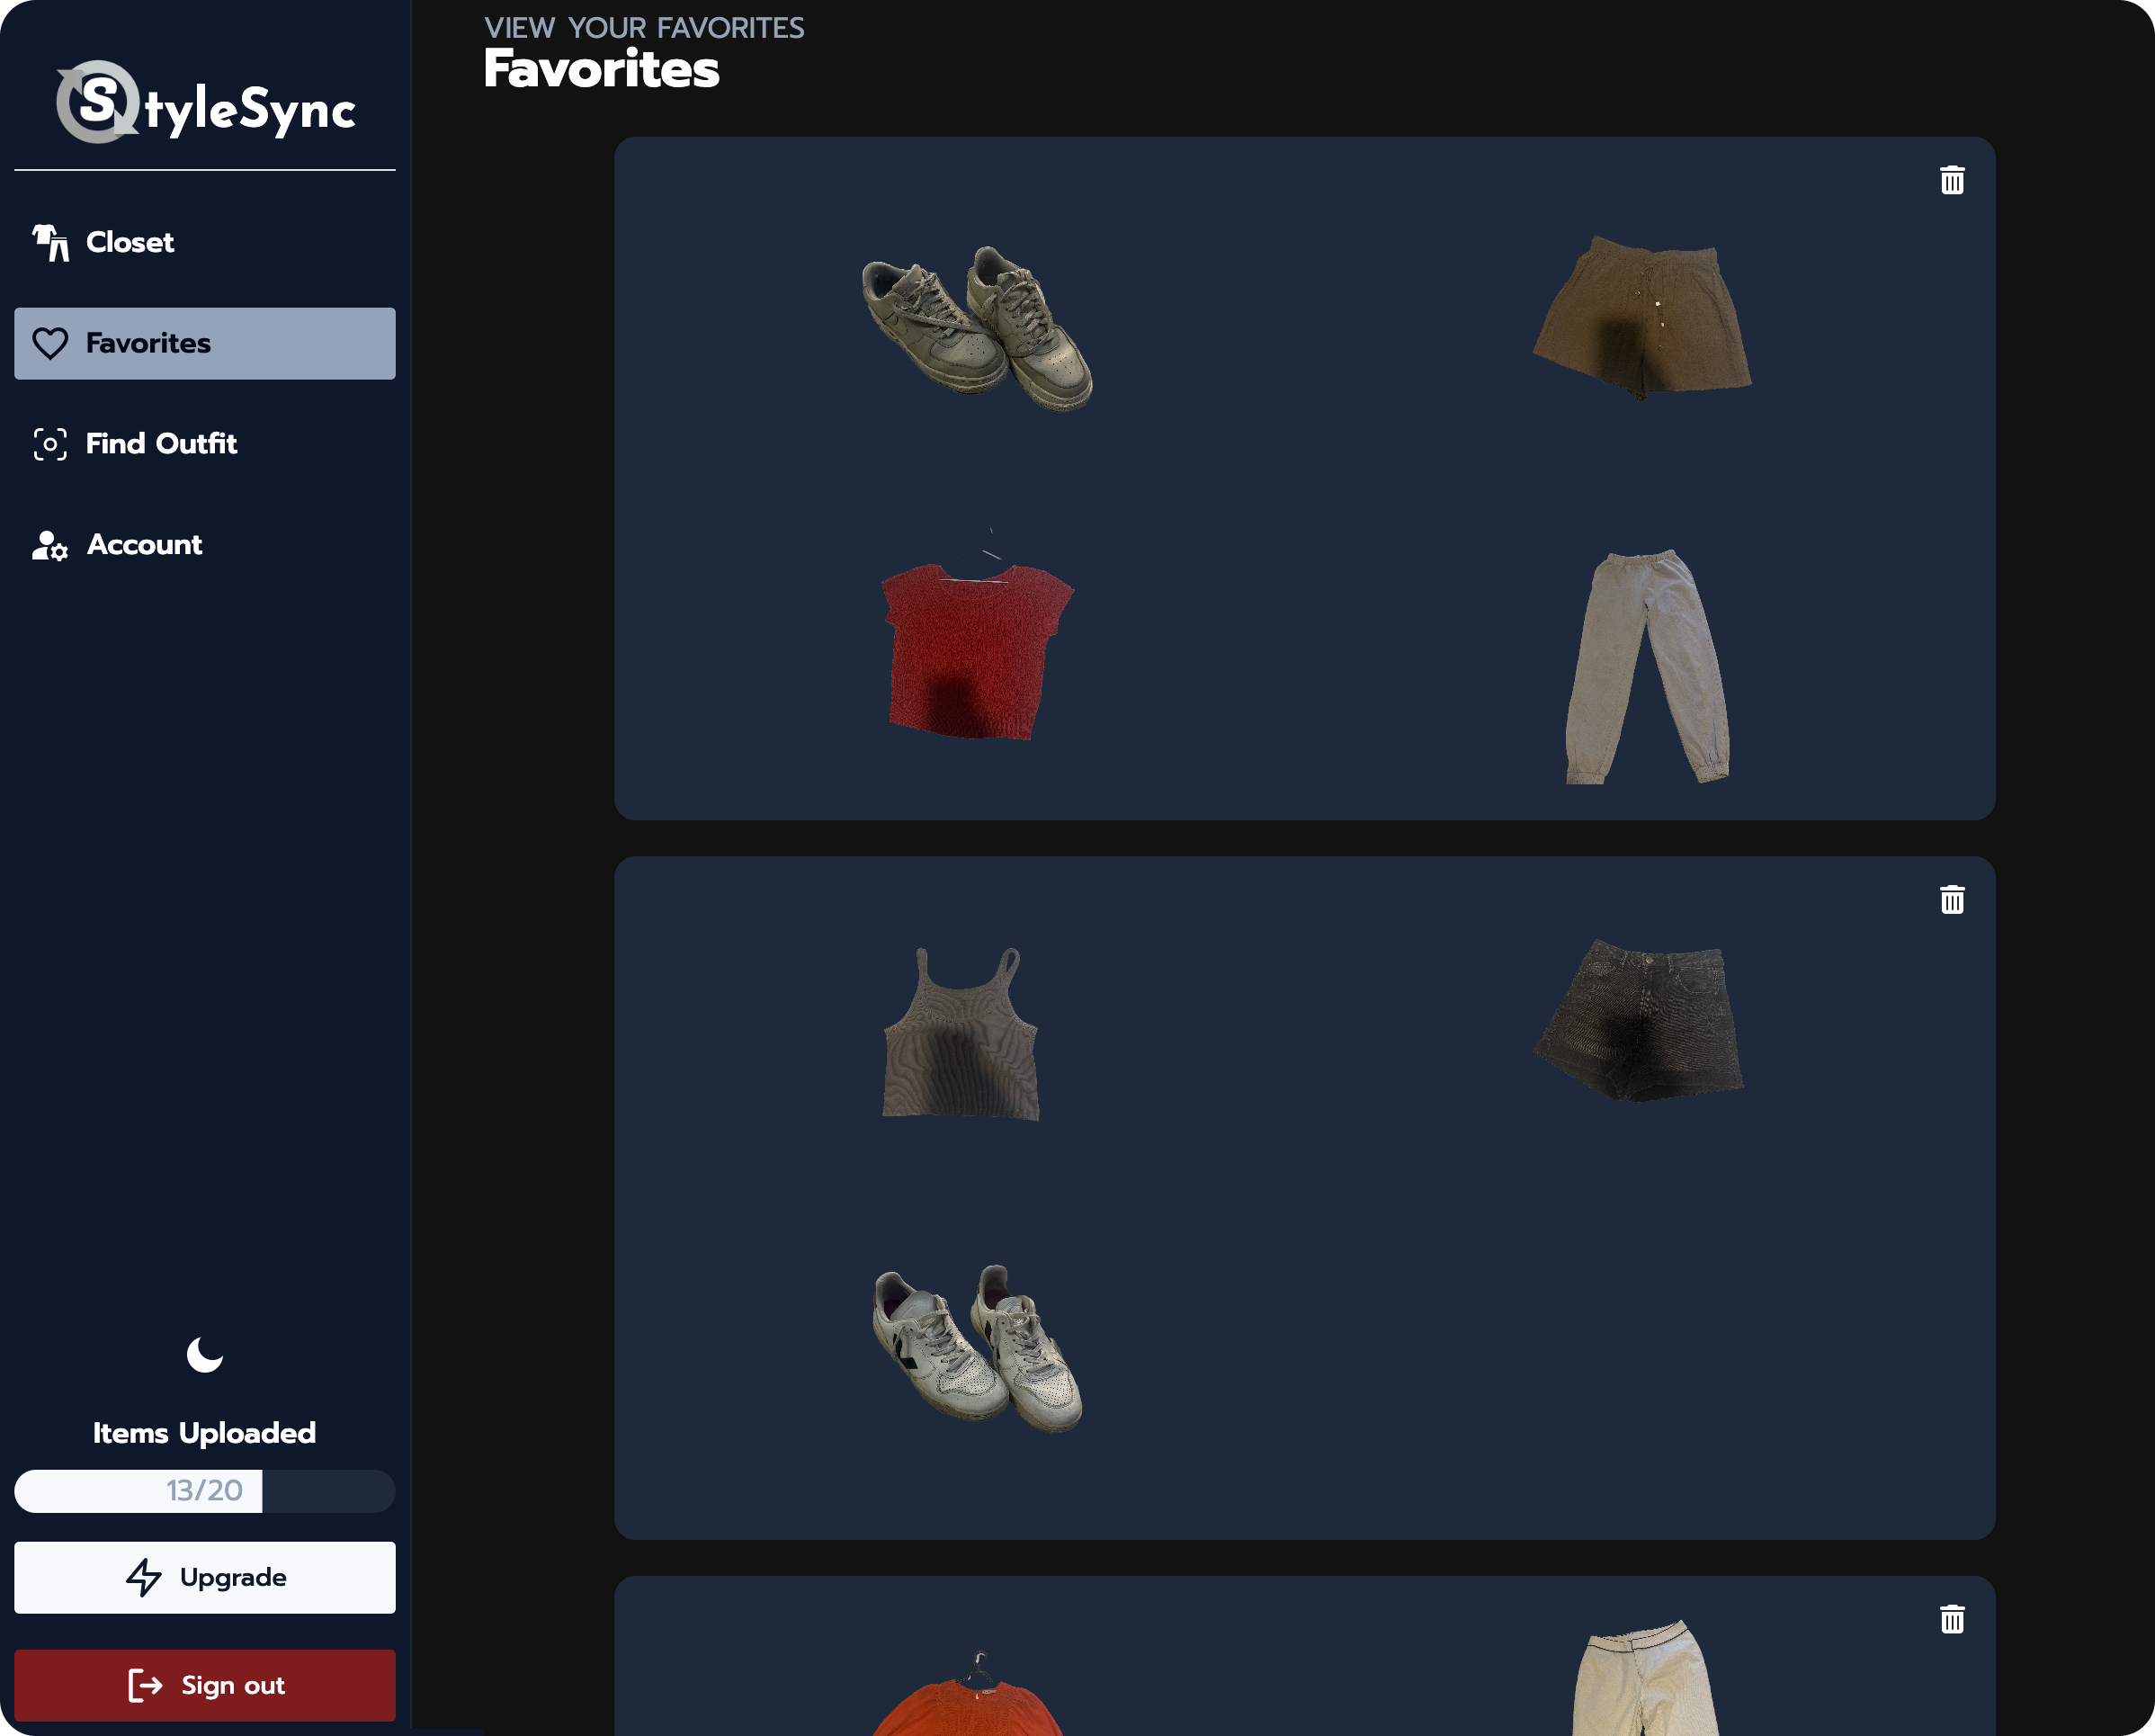 StyleSync
Closet
Favorites
Find Outfit
Account
Items Uploaded
13/20
Upgrade
Sign out
VIEW YOUR FAVORITES
Favorites